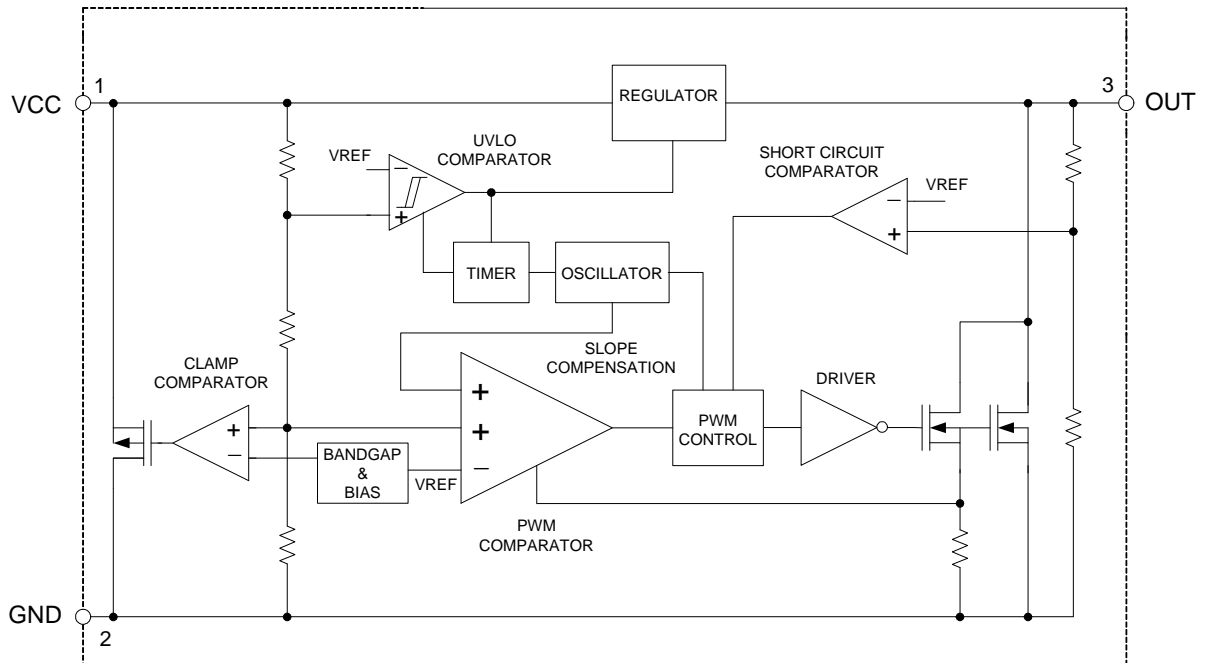 1
VCC
REGULATOR
3
OUT
UVLO
COMPARATOR
VREF
−
+
SHORT CIRCUIT
COMPARATOR
−
VREF
+
TIMER
OSCILLATOR
SLOPE
COMPENSATION
CLAMP
COMPARATOR
+
−
BANDGAP
&
BIAS
VREF
+
+
−
PWM
COMPARATOR
PWM
CONTROL
DRIVER
GND
2